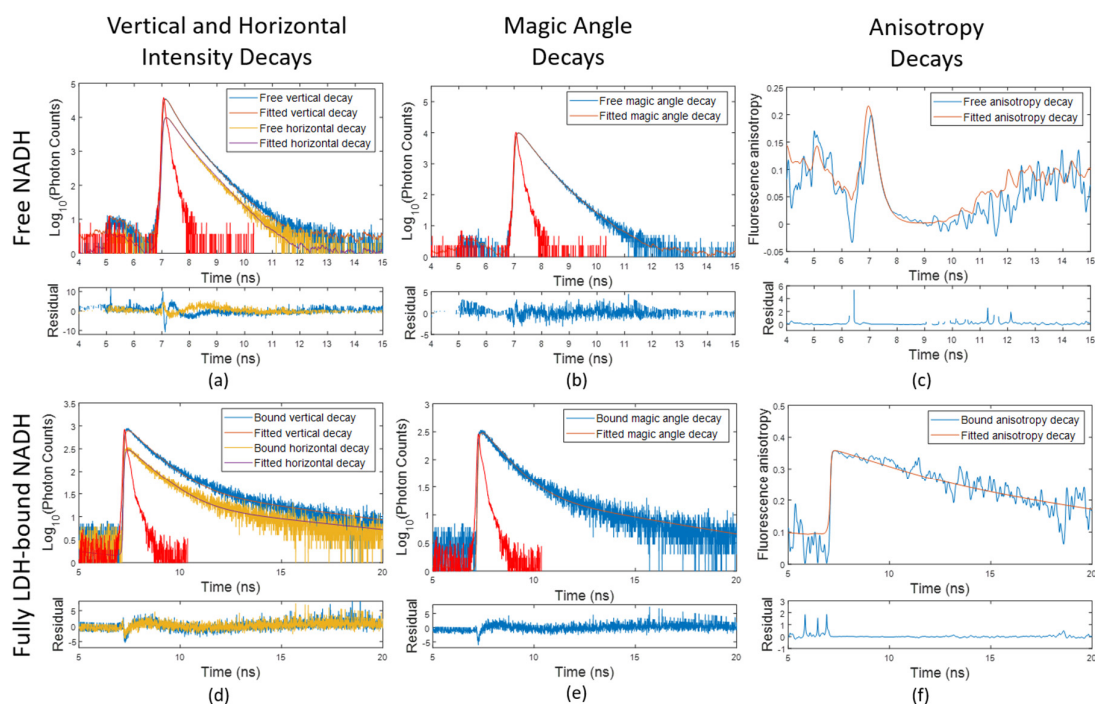 Vertical and Horizontal
Intensity Decays
Magic Angle
Decays
Anisotropy
Decays
Free NADH
5
4
3
2
1
0
Log10(Photon Counts)
Free vertical decay
Fitted vertical decay
Free horizontal decay
Fitted horizontal decay
4 5 6 7 8 9 10 11 12 13 14 15
Time (ns)
10
0
-10
Residual
4 5 6 7 8 9 10 11 12 13 14 15
Time (ns)
(a)
5
4
3
2
1
0
Log10(Photon Counts)
Free magic angle decay
Fitted magic angle decay
4 5 6 7 8 9 10 11 12 13 14 15
Time (ns)
5
0
-5
Residual
4 5 6 7 8 9 10 11 12 13 14 15
Time (ns)
(b)
0.25
0.2
0.15
0.1
0.05
0
-0.05
Fluorescence anisotropy
Free anisotropy decay
Fitted anisotropy decay
4 5 6 7 8 9 10 11 12 13 14 15
Time (ns)
6
4
2
0
Residual
4 5 6 7 8 9 10 11 12 13 14 15
Time (ns)
(c)
Fully LDH-bound NADH
3.5
3
2.5
2
1.5
1
0.5
0
Log10(Photon Counts)
Bound vertical decay
Fitted vertical decay
Bound horizontal decay
Fitted horizontal decay
5 10 15 20
Time (ns)
5
0
-5
Residual
5 10 15 20
Time (ns)
(d)
3
2.5
2
1.5
1
0.5
0
Log10(Photon Counts)
Bound magic angle decay
Fitted magic angle decay
5 10 15 20
Time (ns)
5
0
-5
Residual
5 10 15 20
Time (ns)
(e)
0.5
0.4
0.3
0.2
0.1
0
Fluorescence anisotropy
Bound anisotropy decay
Fitted anisotropy decay
5 10 15 20
Time (ns)
3
2
1
0
-1
Residual
5 10 15 20
Time (ns)
(f)